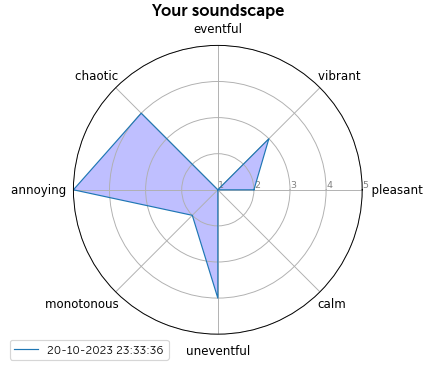 Your soundscape
eventful
chaotic
vibrant
annoying
1 2 3 4 5
pleasant
monotonous
calm
uneventful
20-10-2023 23:33:36